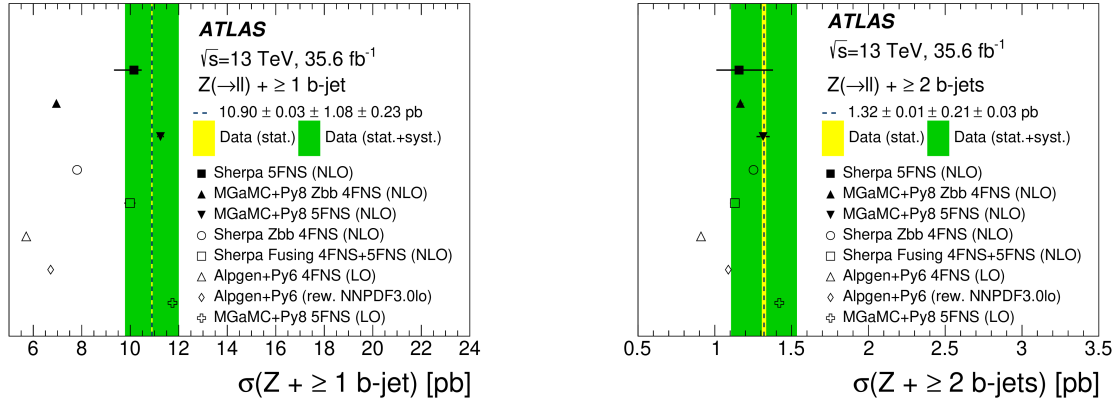 ATLAS
√s=13 TeV, 35.6 fb⁻¹
Z(→ll) + ≥ 1 b-jet
10.90 ± 0.03 ± 1.08 ± 0.23 pb
Data (stat.) Data (stat.+syst.)
Sherpa 5FNS (NLO)
MGaMC+Py8 Zbb 4FNS (NLO)
MGaMC+Py8 5FNS (NLO)
Sherpa Zbb 4FNS (NLO)
Sherpa Fusing 4FNS+5FNS (NLO)
Alpgen+Py6 4FNS (LO)
Alpgen+Py6 (rew. NNPDF3.0lo)
MGaMC+Py8 5FNS (LO)
6 8 10 12 14 16 18 20 22 24
σ(Z + ≥ 1 b-jet) [pb]
ATLAS
√s=13 TeV, 35.6 fb⁻¹
Z(→ll) + ≥ 2 b-jets
1.32 ± 0.01 ± 0.21 ± 0.03 pb
Data (stat.) Data (stat.+syst.)
Sherpa 5FNS (NLO)
MGaMC+Py8 Zbb 4FNS (NLO)
MGaMC+Py8 5FNS (NLO)
Sherpa Zbb 4FNS (NLO)
Sherpa Fusing 4FNS+5FNS (NLO)
Alpgen+Py6 4FNS (LO)
Alpgen+Py6 (rew. NNPDF3.0lo)
MGaMC+Py8 5FNS (LO)
0.5 1 1.5 2 2.5 3 3.5
σ(Z + ≥ 2 b-jets) [pb]